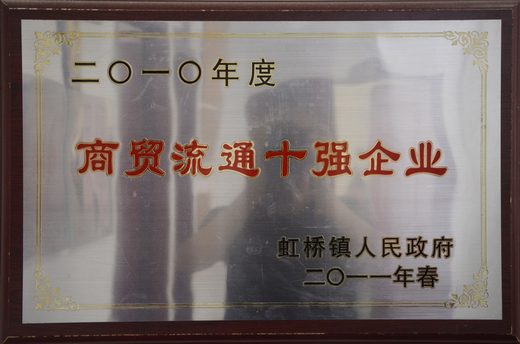 二〇一〇年度
商贸流通十强企业
虹桥镇人民政府
二〇一一年春